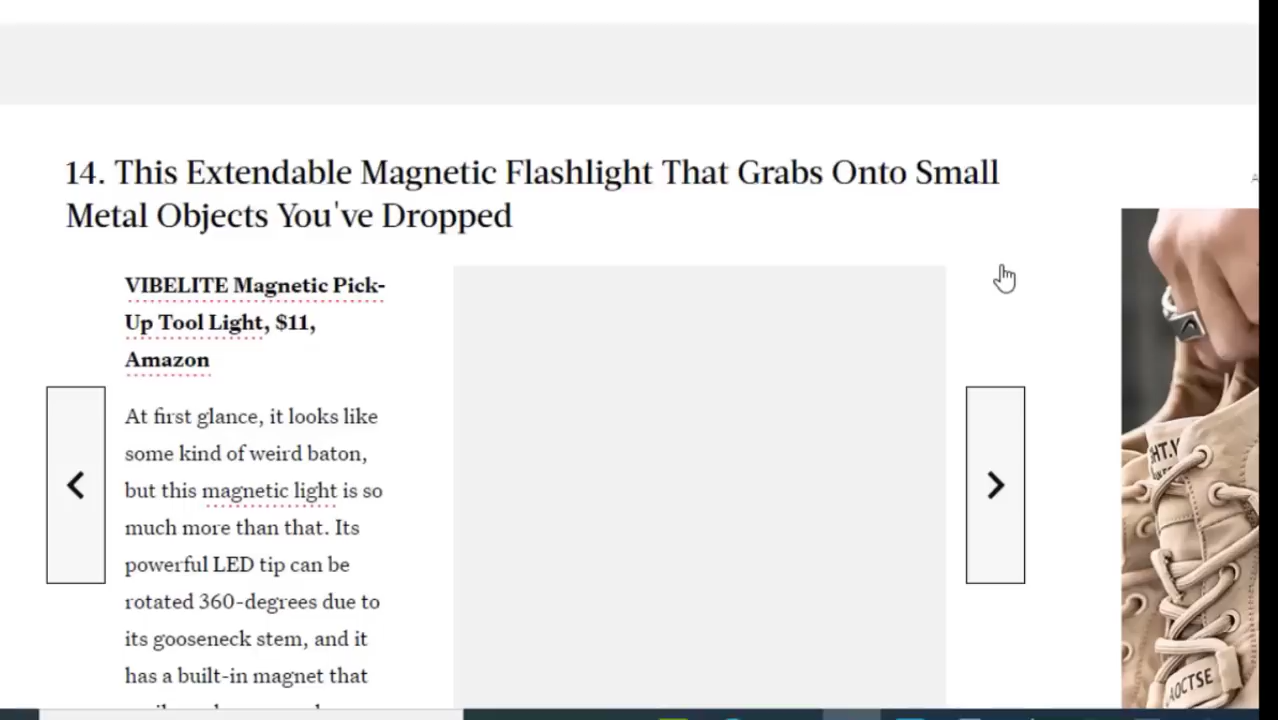 14. This Extendable Magnetic Flashlight That Grabs Onto Small
Metal Objects You've Dropped
VIBELITE Magnetic Pick-
Up Tool Light, $11,
Amazon
At first glance, it looks like
some kind of weird baton,
but this magnetic light is so
much more than that. Its
powerful LED tip can be
rotated 360-degrees due to
its gooseneck stem, and it
has a built-in magnet that
AOCTSE